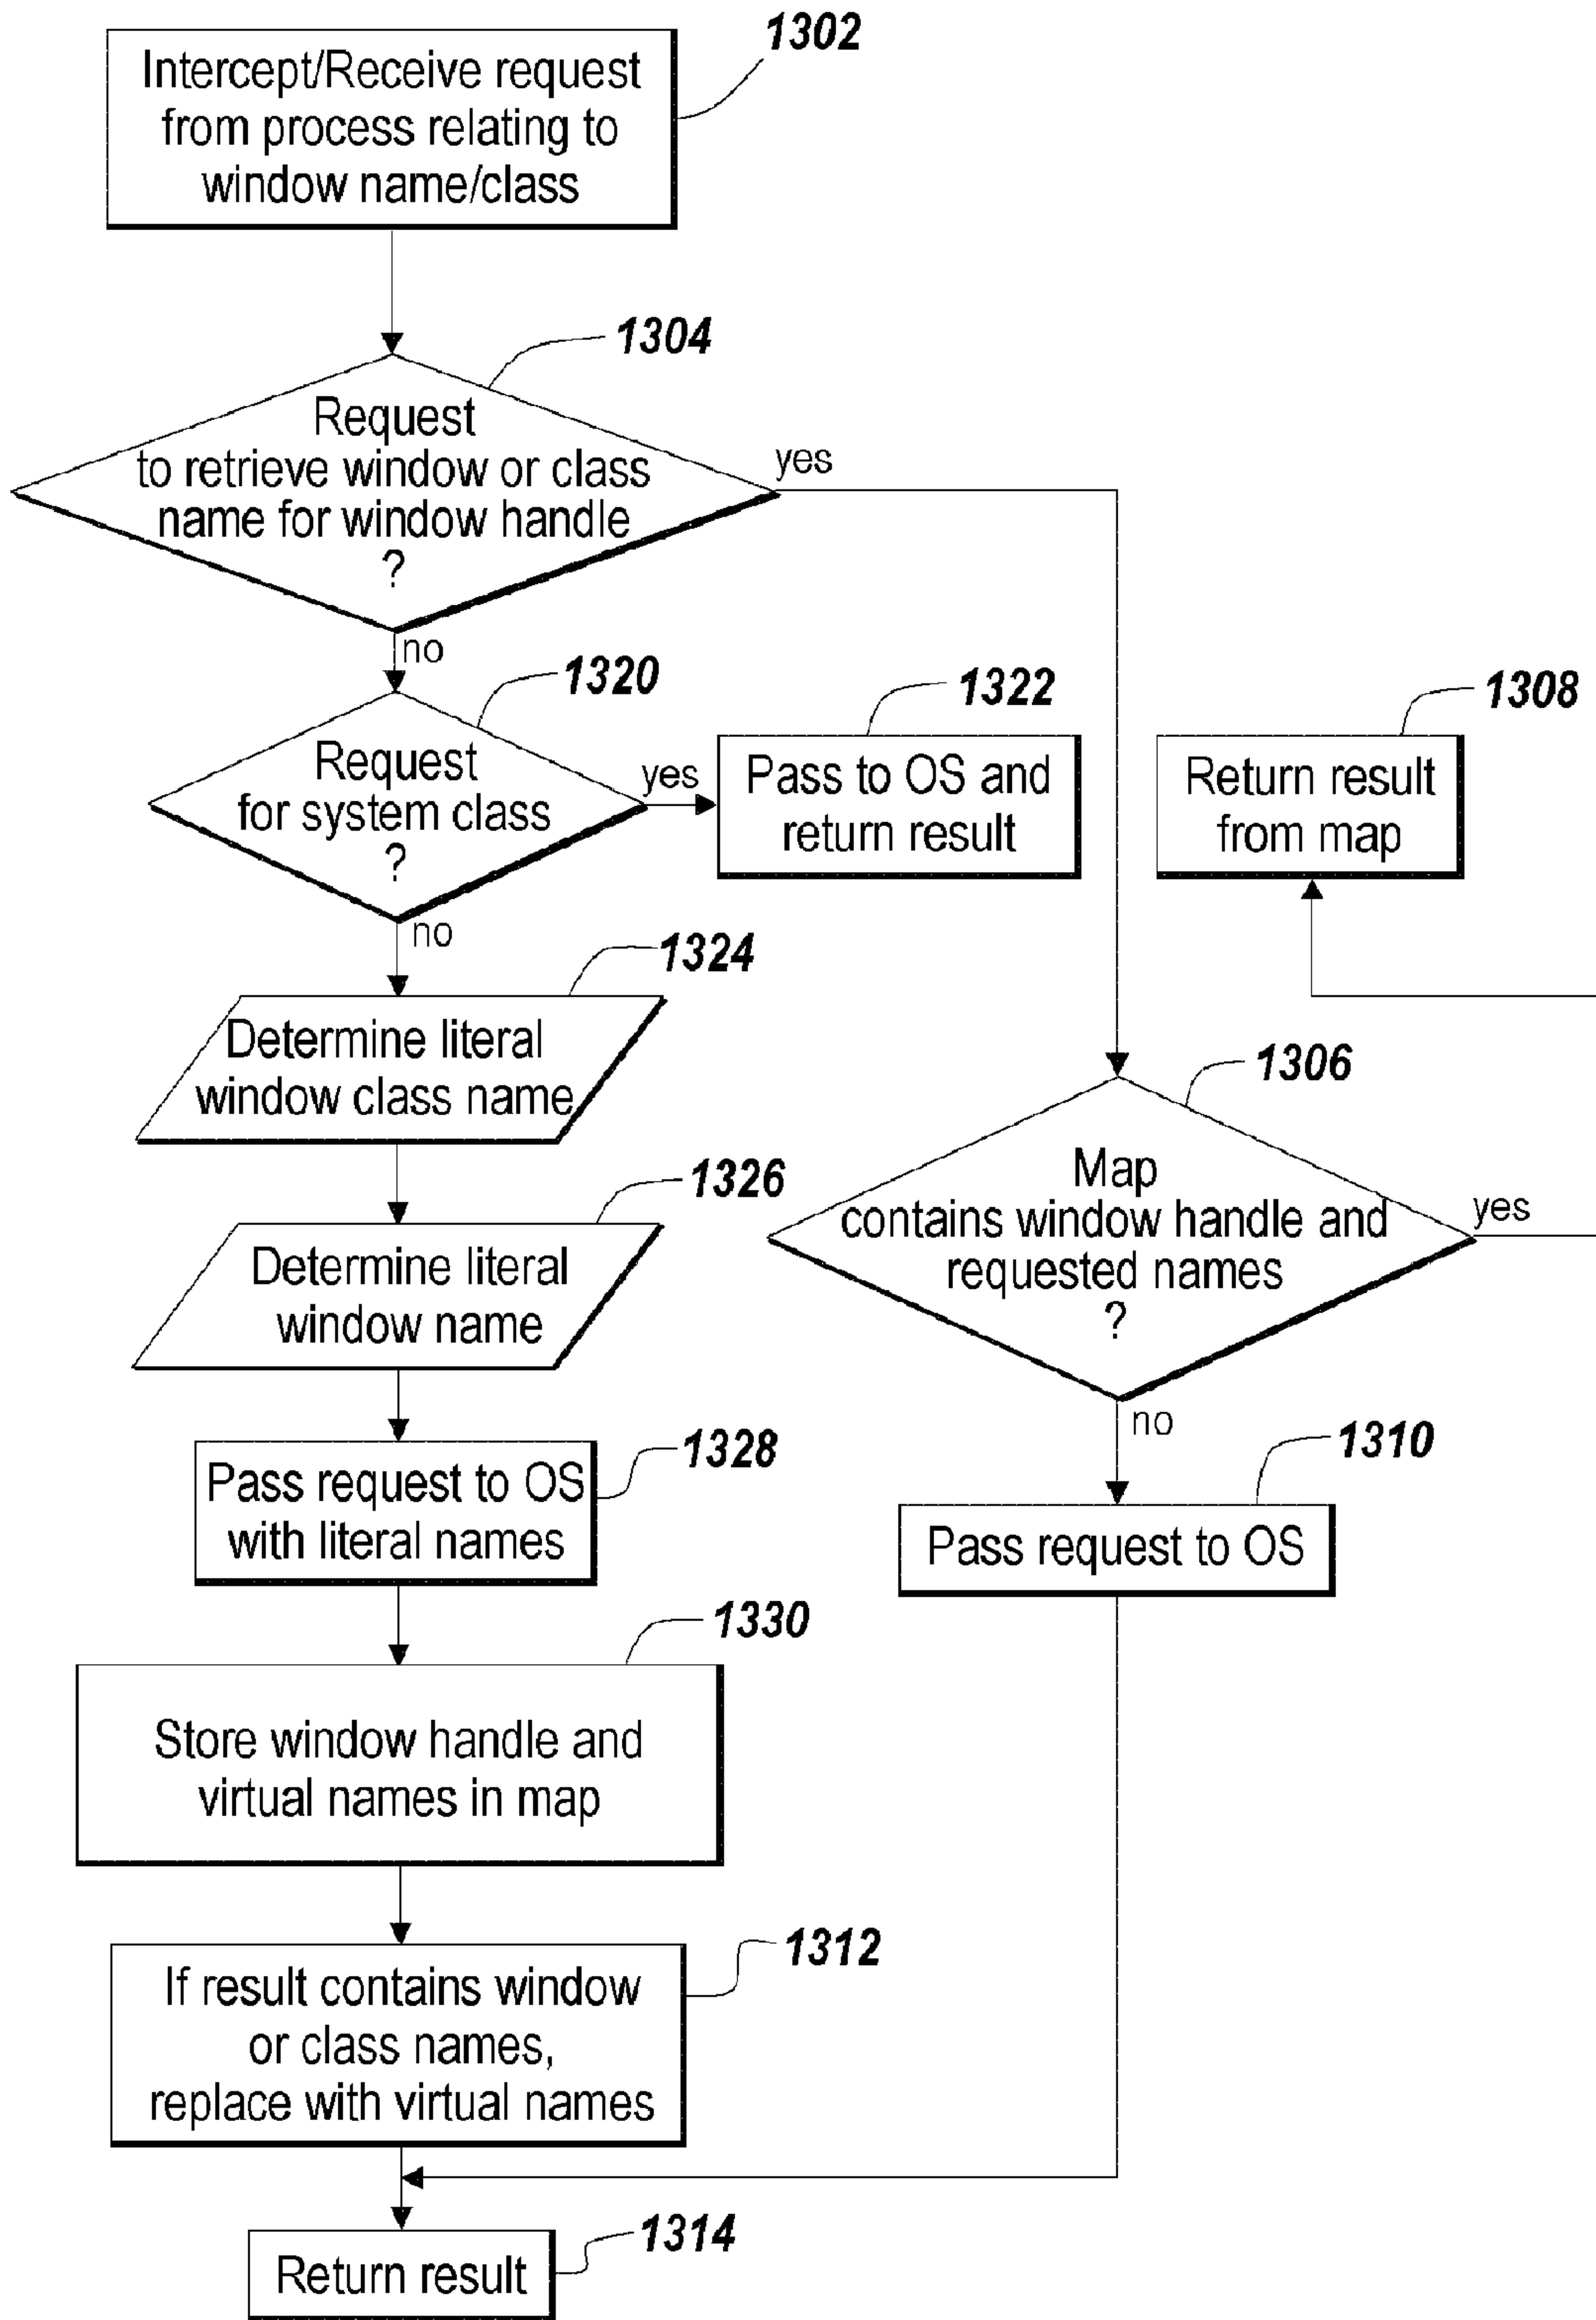 1302
Intercept/Receive request
from process relating to
window name/class
1304
Request
to retrieve window or class
name for window handle
?
yes
no
1320
Request
for system class
?
yes
no
1322
Pass to OS and
return result
1308
Return result
from map
1324
Determine literal
window class name
1306
Map
contains window handle and
requested names
?
yes
no
1326
Determine literal
window name
1328
Pass request to OS
with literal names
1310
Pass request to OS
1330
Store window handle and
virtual names in map
1312
If result contains window
or class names,
replace with virtual names
1314
Return result